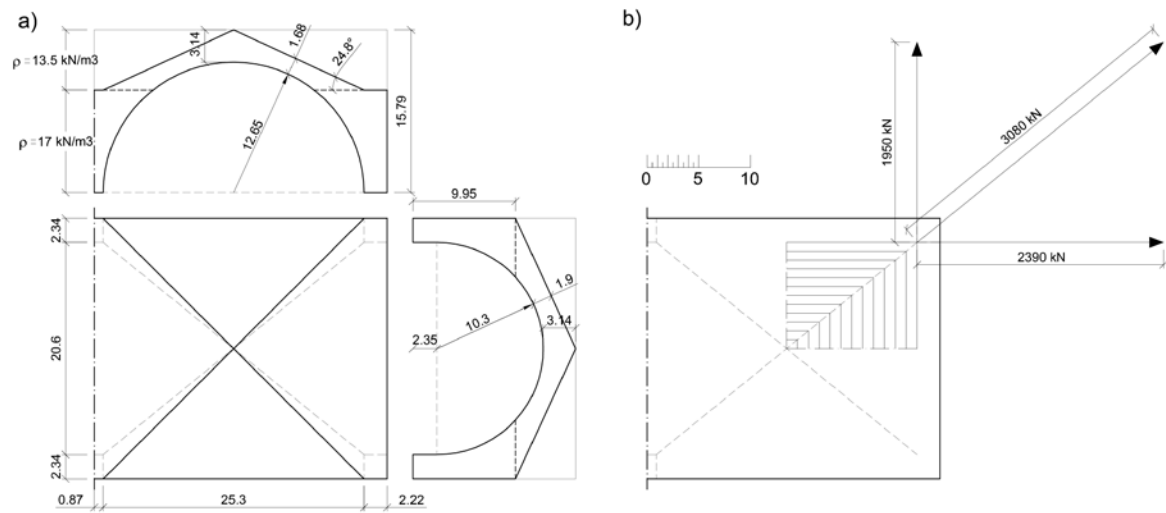 a)
3.14
1.68
24.8°
ρ = 13.5 kN/m3
ρ = 17 kN/m3
12.65
15.79
2.34
20.6
2.34
0.87
25.3
2.22
9.95
1.9
10.3
3.14
2.35
b)
1950 kN
3080 kN
0
5
10
2390 kN